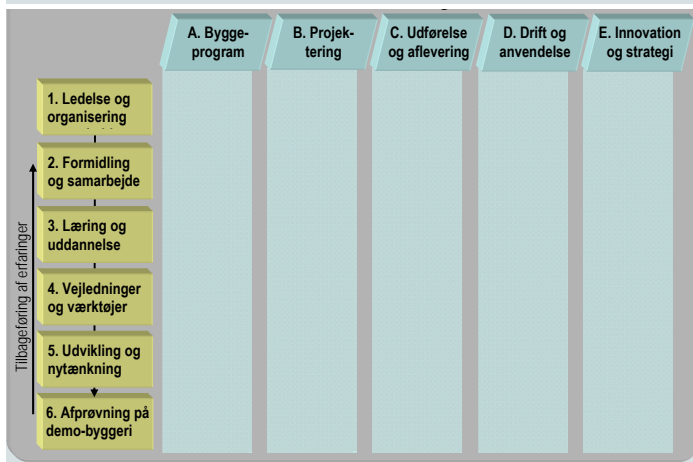 A. Bygge-
program
B. Projek-
tering
C. Udførelse
og aflevering
D. Drift og
anvendelse
E. Innovation
og strategi
1. Ledelse og
organisering
2. Formidling
og samarbejde
3. Læring og
uddannelse
4. Vejledninger
og værktøjer
5. Udvikling og
nytænkning
6. Afprøvning på
demo-byggeri
Tilbageføring af erfaringer